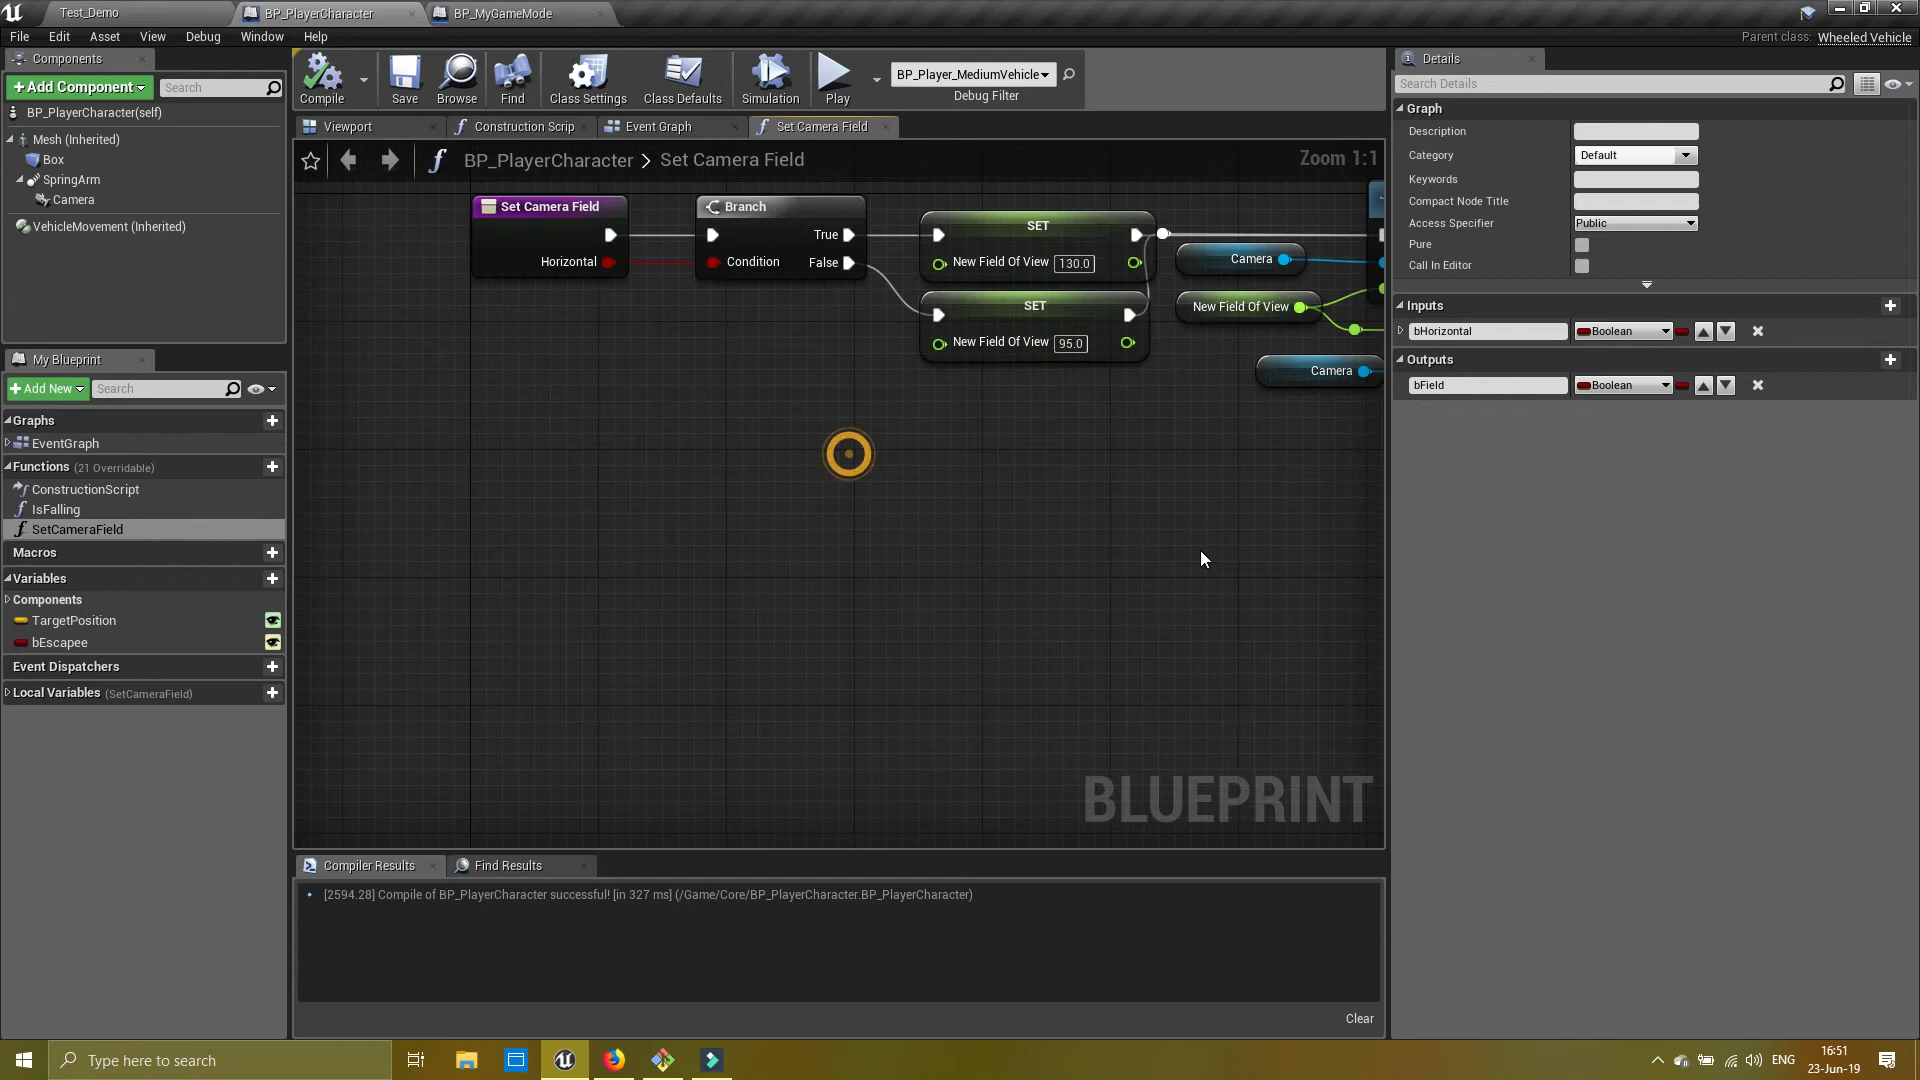 Test_Demo
BP_PlayerCharacter
BP_MyGameMode
File Edit Asset View Debug Window Help
Parent class: Wheeled Vehicle
Components
Add Component
Search
BP_PlayerCharacter(self)
Mesh (Inherited)
Box
SpringArm
Camera
VehicleMovement (Inherited)
My Blueprint
Add New
Search
Graphs
EventGraph
Functions (21 Overridable)
ConstructionScript
IsFalling
SetCameraField
Macros
Variables
Components
TargetPosition
bEscapee
Event Dispatchers
Local Variables (SetCameraField)
Compile
Save
Browse
Find
Class Settings
Class Defaults
Simulation
Play
BP_Player_MediumVehicle
Debug Filter
Viewport
Construction Scrip
Event Graph
Set Camera Field
BP_PlayerCharacter > Set Camera Field
Zoom 1:1
Set Camera Field
Horizontal
Branch
True
Condition
False
SET
New Field Of View 130.0
SET
New Field Of View 95.0
Camera
New Field Of View
Camera
BLUEPRINT
Compiler Results
Find Results
[2594.28] Compile of BP_PlayerCharacter successful! [in 327 ms] (/Game/Core/BP_PlayerCharacter.BP_PlayerCharacter)
Clear
Details
Search Details
Graph
Description
Category Default
Keywords
Compact Node Title
Access Specifier Public
Pure
Call In Editor
Inputs
bHorizontal Boolean
Outputs
bField Boolean
Type here to search
ENG
16:51
23-Jun-19